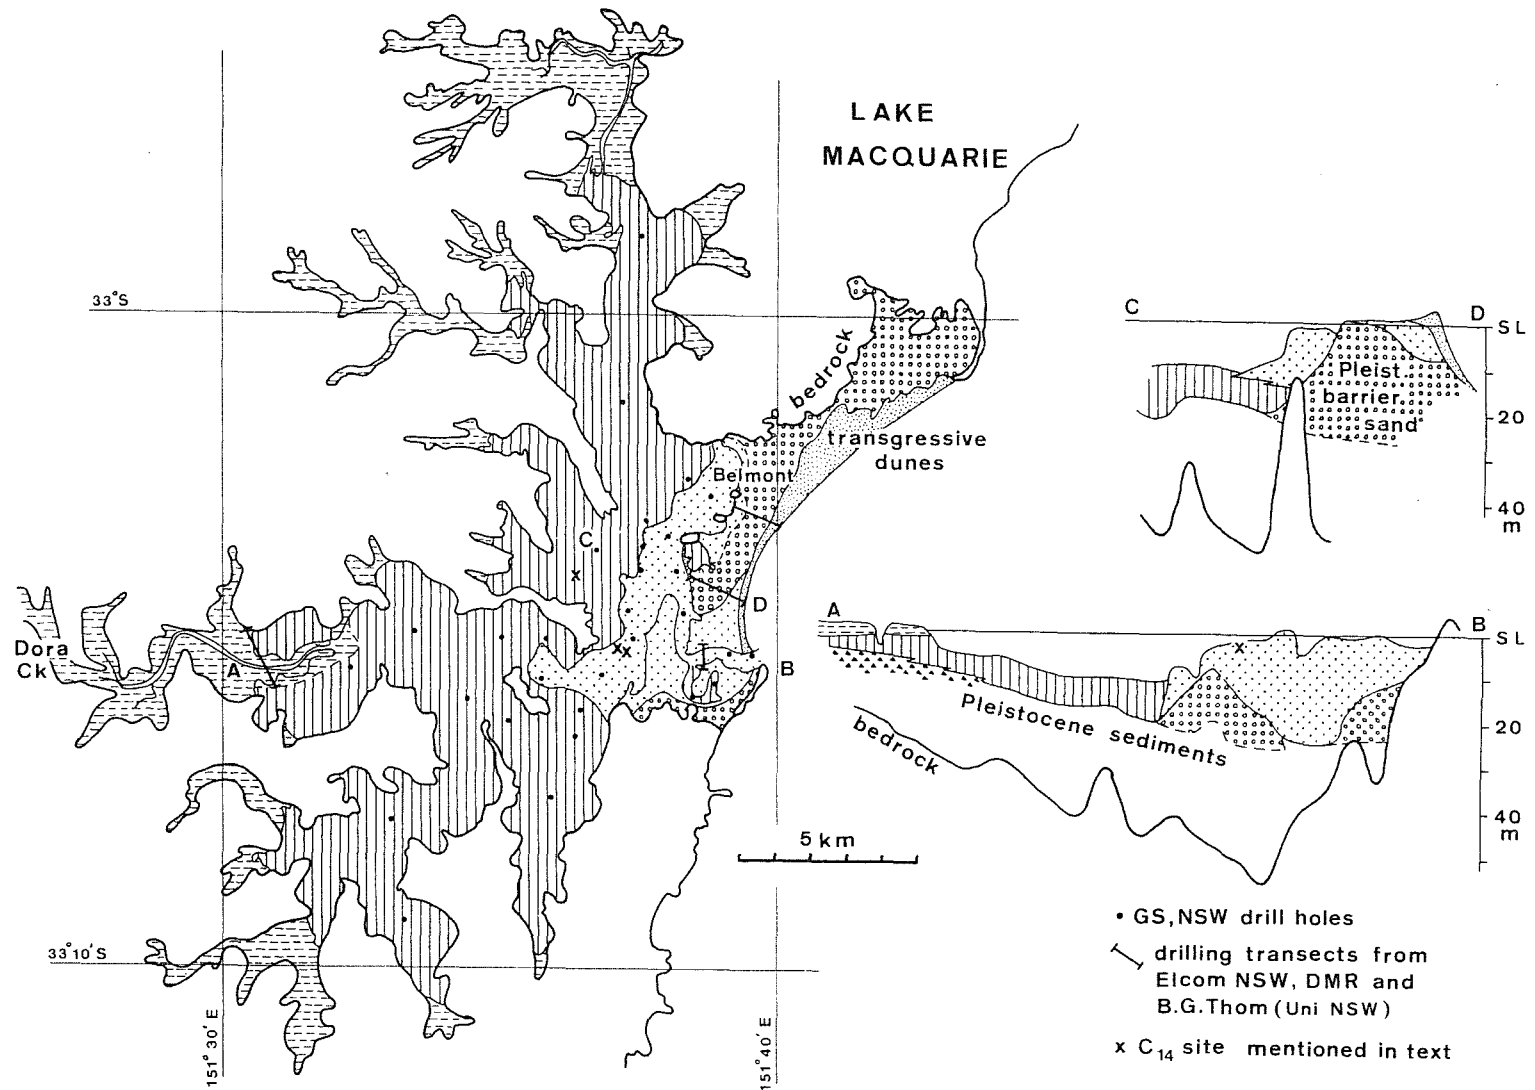 LAKE
MACQUARIE
33°S
bedrock
transgressive
dunes
Belmont
C
D
Dora
Ck
A
B
5 km
33°10'S
151°30'E
151°40'E
C
D
SL
Pleist.
barrier
sand
20
40
m
A
B
SL
Pleistocene sediments
bedrock
20
40
m
• GS, NSW drill holes
drilling transects from
Elcom NSW, DMR and
B.G.Thom (Uni NSW)
x C14 site mentioned in text